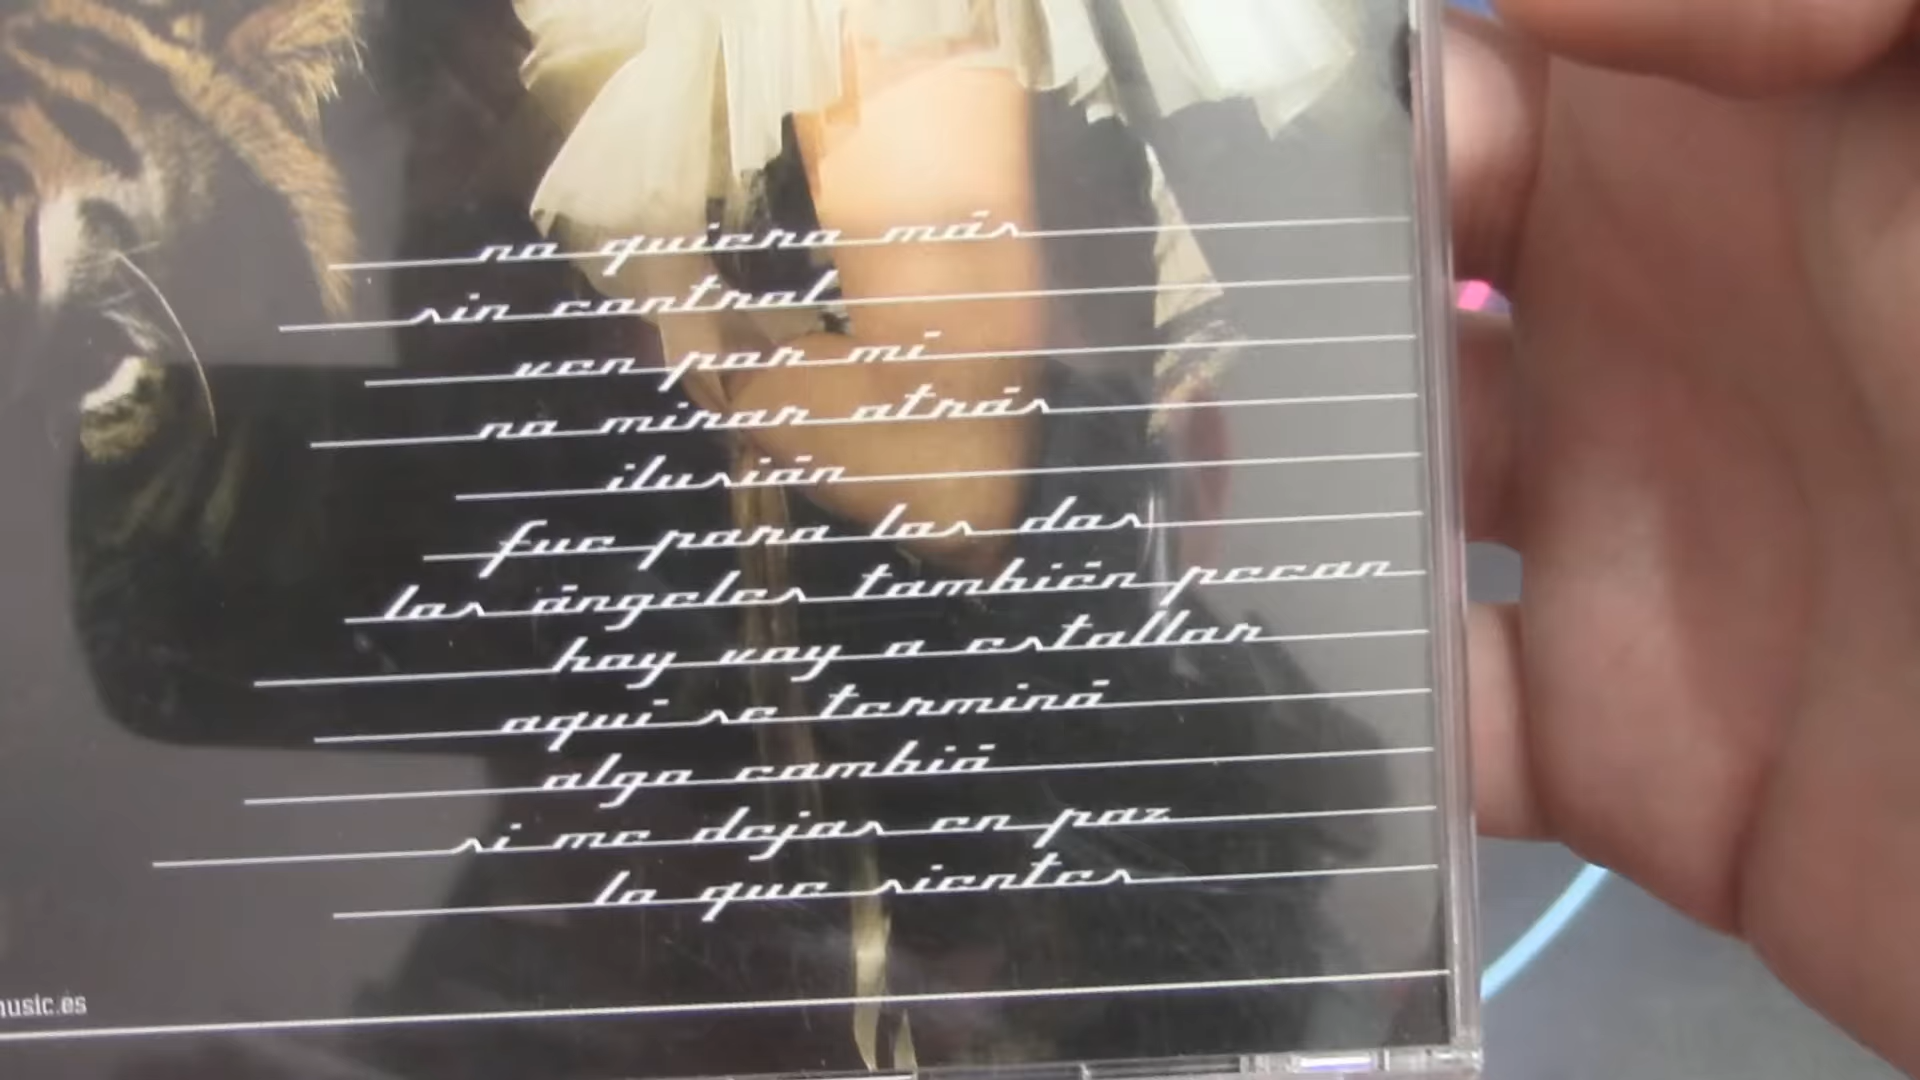 no quiero más
sin control
ven por mi
no mirar atrás
ilusión
fue para los dos
los ángeles también pecan
hoy voy a estallar
aquí se terminó
algo cambió
si me dejas en paz
lo que sientes
music.es